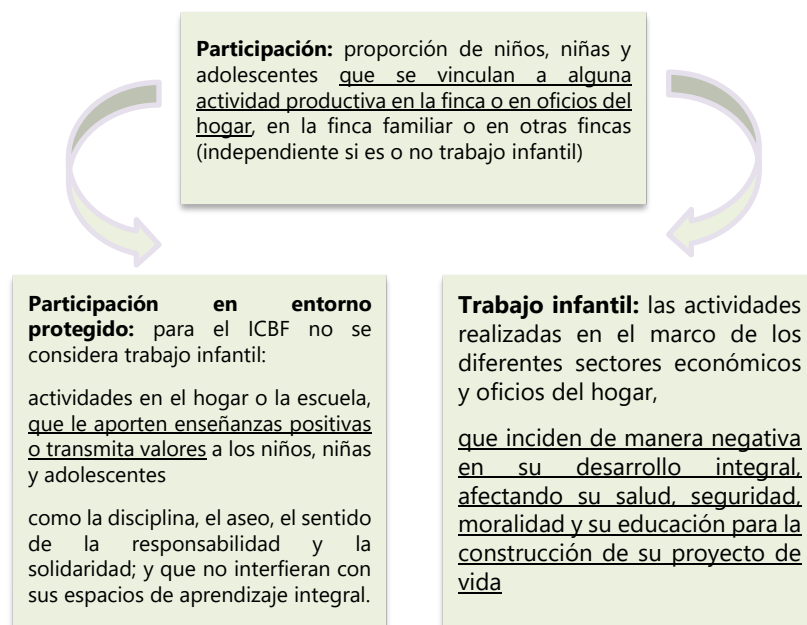 Participación: proporción de niños, niñas y
adolescentes que se vinculan a alguna
actividad productiva en la finca o en oficios del
hogar, en la finca familiar o en otras fincas
(independiente si es o no trabajo infantil)
Participación en entorno
protegido: para el ICBF no se
considera trabajo infantil:
actividades en el hogar o la escuela,
que le aporten enseñanzas positivas
o transmita valores a los niños, niñas
y adolescentes
como la disciplina, el aseo, el sentido
de la responsabilidad y la
solidaridad; y que no interfieran con
sus espacios de aprendizaje integral.
Trabajo infantil: las actividades
realizadas en el marco de los
diferentes sectores económicos
y oficios del hogar,
que inciden de manera negativa
en su desarrollo integral,
afectando su salud, seguridad,
moralidad y su educación para la
construcción de su proyecto de
vida